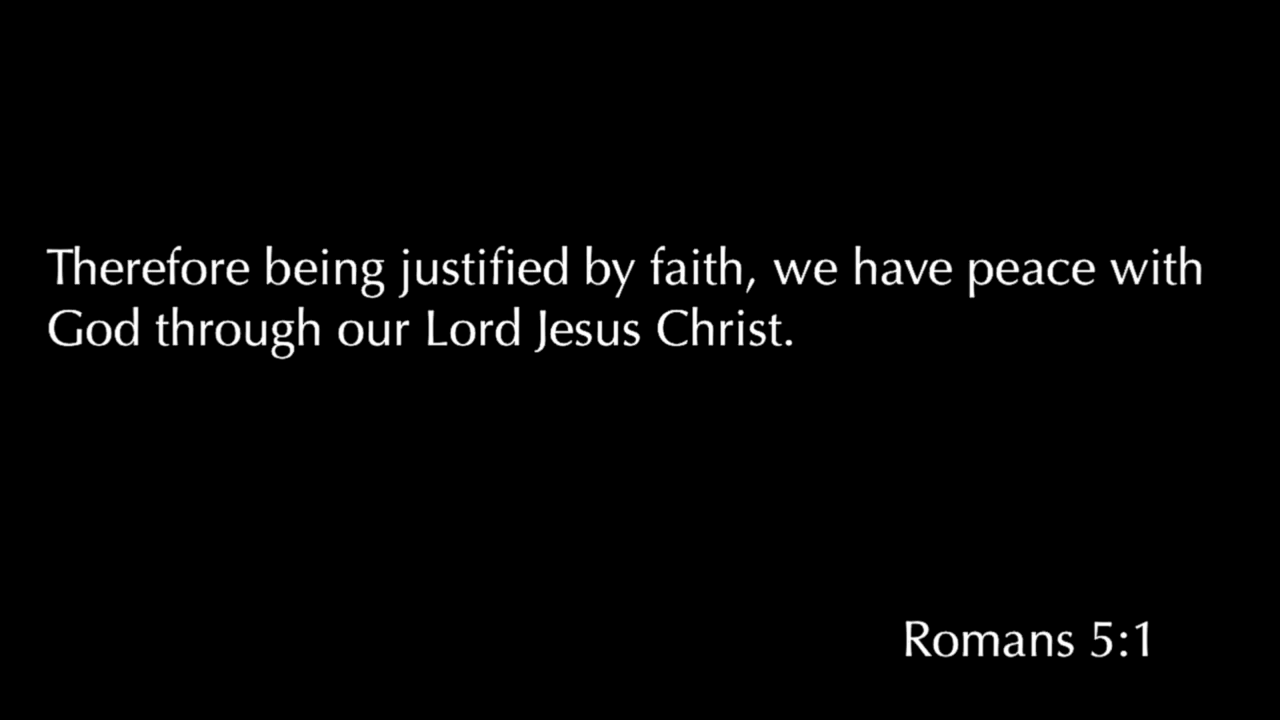 Therefore being justified by faith, we have peace with
God through our Lord Jesus Christ.
Romans 5:1